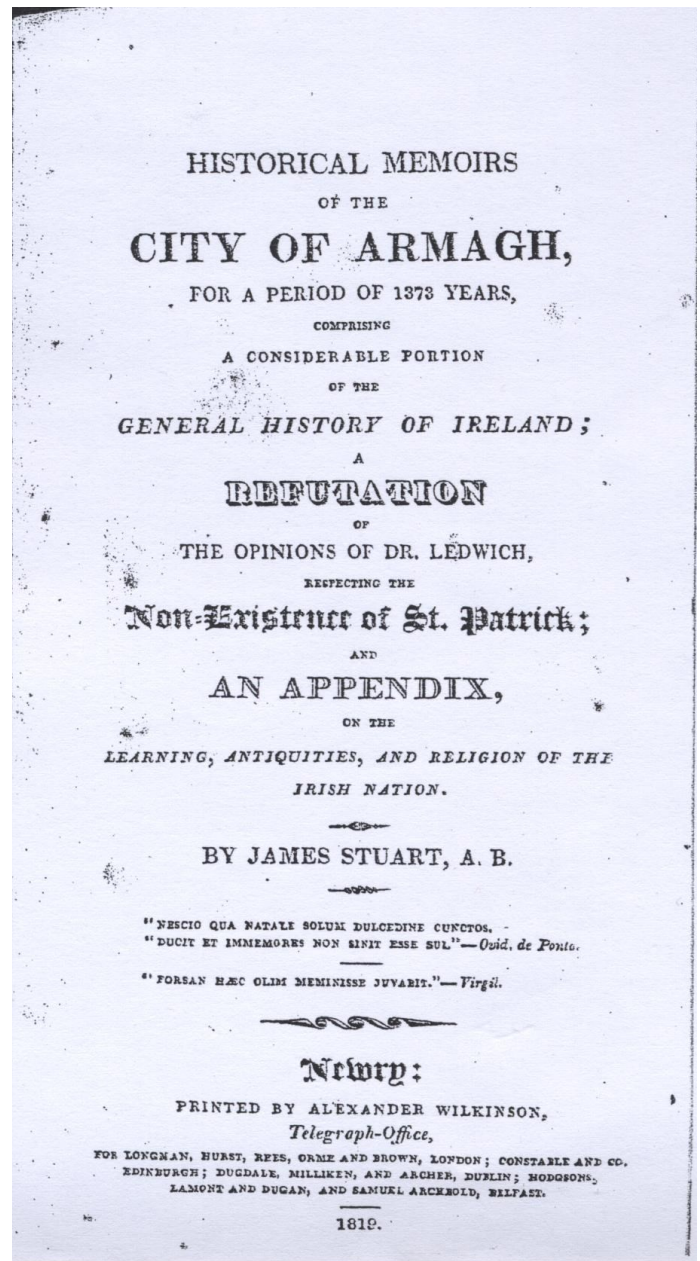 HISTORICAL MEMOIRS
OF THE
CITY OF ARMAGH,
FOR A PERIOD OF 1373 YEARS,
COMPRISING
A CONSIDERABLE PORTION
OF THE
GENERAL HISTORY OF IRELAND;
A
REFUTATION
OF
THE OPINIONS OF DR. LEDWICH,
RESPECTING THE
Non-Existence of St. Patrick;
AND
AN APPENDIX,
ON THE
LEARNING, ANTIQUITIES, AND RELIGION OF THE
IRISH NATION.
BY JAMES STUART, A. B.
"NESCIO QUA NATALE SOLUM DULCEDINE CUNCTOS.
"DUCIT ET IMMEMORES NON SINIT ESSE SUI."—Ovid. de Ponto.
"FORSAN HÆC OLIM MEMINISSE JUVABIT."—Virgil.
Newry:
PRINTED BY ALEXANDER WILKINSON,
Telegraph-Office,
FOR LONGMAN, HURST, REES, ORME AND BROWN, LONDON; CONSTABLE AND CO.
EDINBURGH; DUGDALE, MILLIKEN, AND ARCHER, DUBLIN; HODGSONS,
LAMONT AND DUGAN, AND SAMUEL ARCHBOLD, BELFAST.
1819.